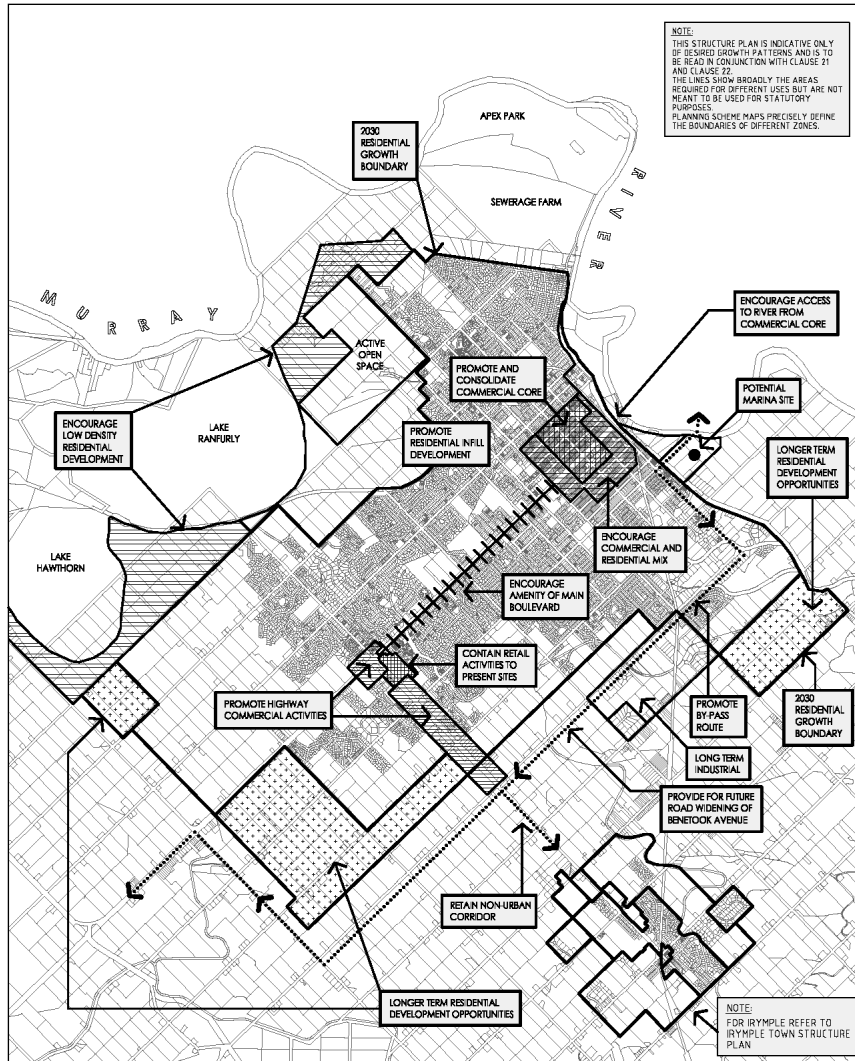 NOTE:
THIS STRUCTURE PLAN IS INDICATIVE ONLY
OF DESIRED GROWTH PATTERNS AND IS TO
BE READ IN CONJUNCTION WITH CLAUSE 21
AND CLAUSE 22.
THE LINES SHOW BROADLY THE AREAS
REQUIRED FOR DIFFERENT USES BUT ARE NOT
MEANT TO BE USED FOR STATUTORY
PURPOSES.
PLANNING SCHEME MAPS PRECISELY DEFINE
THE BOUNDARIES OF DIFFERENT ZONES.
APEX PARK
2030
RESIDENTIAL
GROWTH
BOUNDARY
SEWERAGE FARM
MURRAY
RIVER
ENCOURAGE ACCESS
TO RIVER FROM
COMMERCIAL CORE
ACTIVE
OPEN
SPACE
PROMOTE AND
CONSOLIDATE
COMMERCIAL CORE
POTENTIAL
MARINA SITE
ENCOURAGE
LOW DENSITY
RESIDENTIAL
DEVELOPMENT
LAKE
RANFURLY
PROMOTE
RESIDENTIAL INFILL
DEVELOPMENT
LONGER TERM
RESIDENTIAL
DEVELOPMENT
OPPORTUNITIES
LAKE
HAWTHORN
ENCOURAGE
COMMERCIAL AND
RESIDENTIAL MIX
ENCOURAGE
AMENITY OF MAIN
BOULEVARD
CONTAIN RETAIL
ACTIVITIES TO
PRESENT SITES
PROMOTE HIGHWAY
COMMERCIAL ACTIVITIES
PROMOTE
BY-PASS
ROUTE
2030
RESIDENTIAL
GROWTH
BOUNDARY
LONG TERM
INDUSTRIAL
PROVIDE FOR FUTURE
ROAD WIDENING OF
BENETOOK AVENUE
RETAIN NON-URBAN
CORRIDOR
LONGER TERM RESIDENTIAL
DEVELOPMENT OPPORTUNITIES
NOTE:
FOR IRYMPLE REFER TO
IRYMPLE TOWN STRUCTURE
PLAN